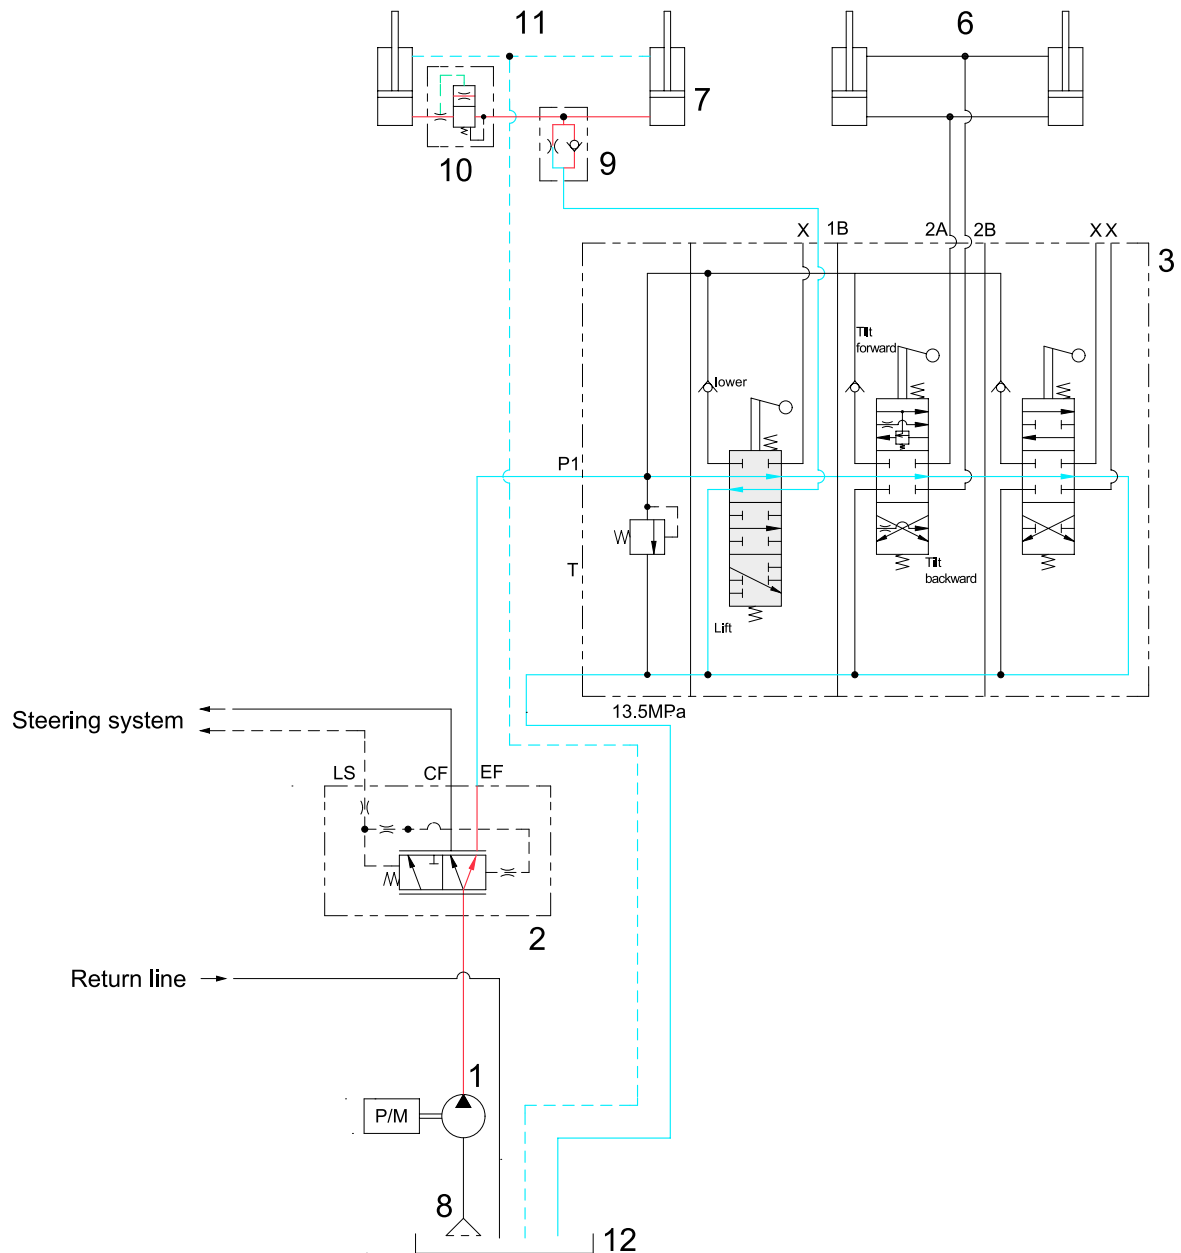 11
6
7
10
9
X
1B
2A
2B
X X
3
Tilt
forward
lower
P1
T
Tilt
backward
Lift
13.5MPa
Steering system
LS
CF
EF
2
Return line
1
P/M
8
12